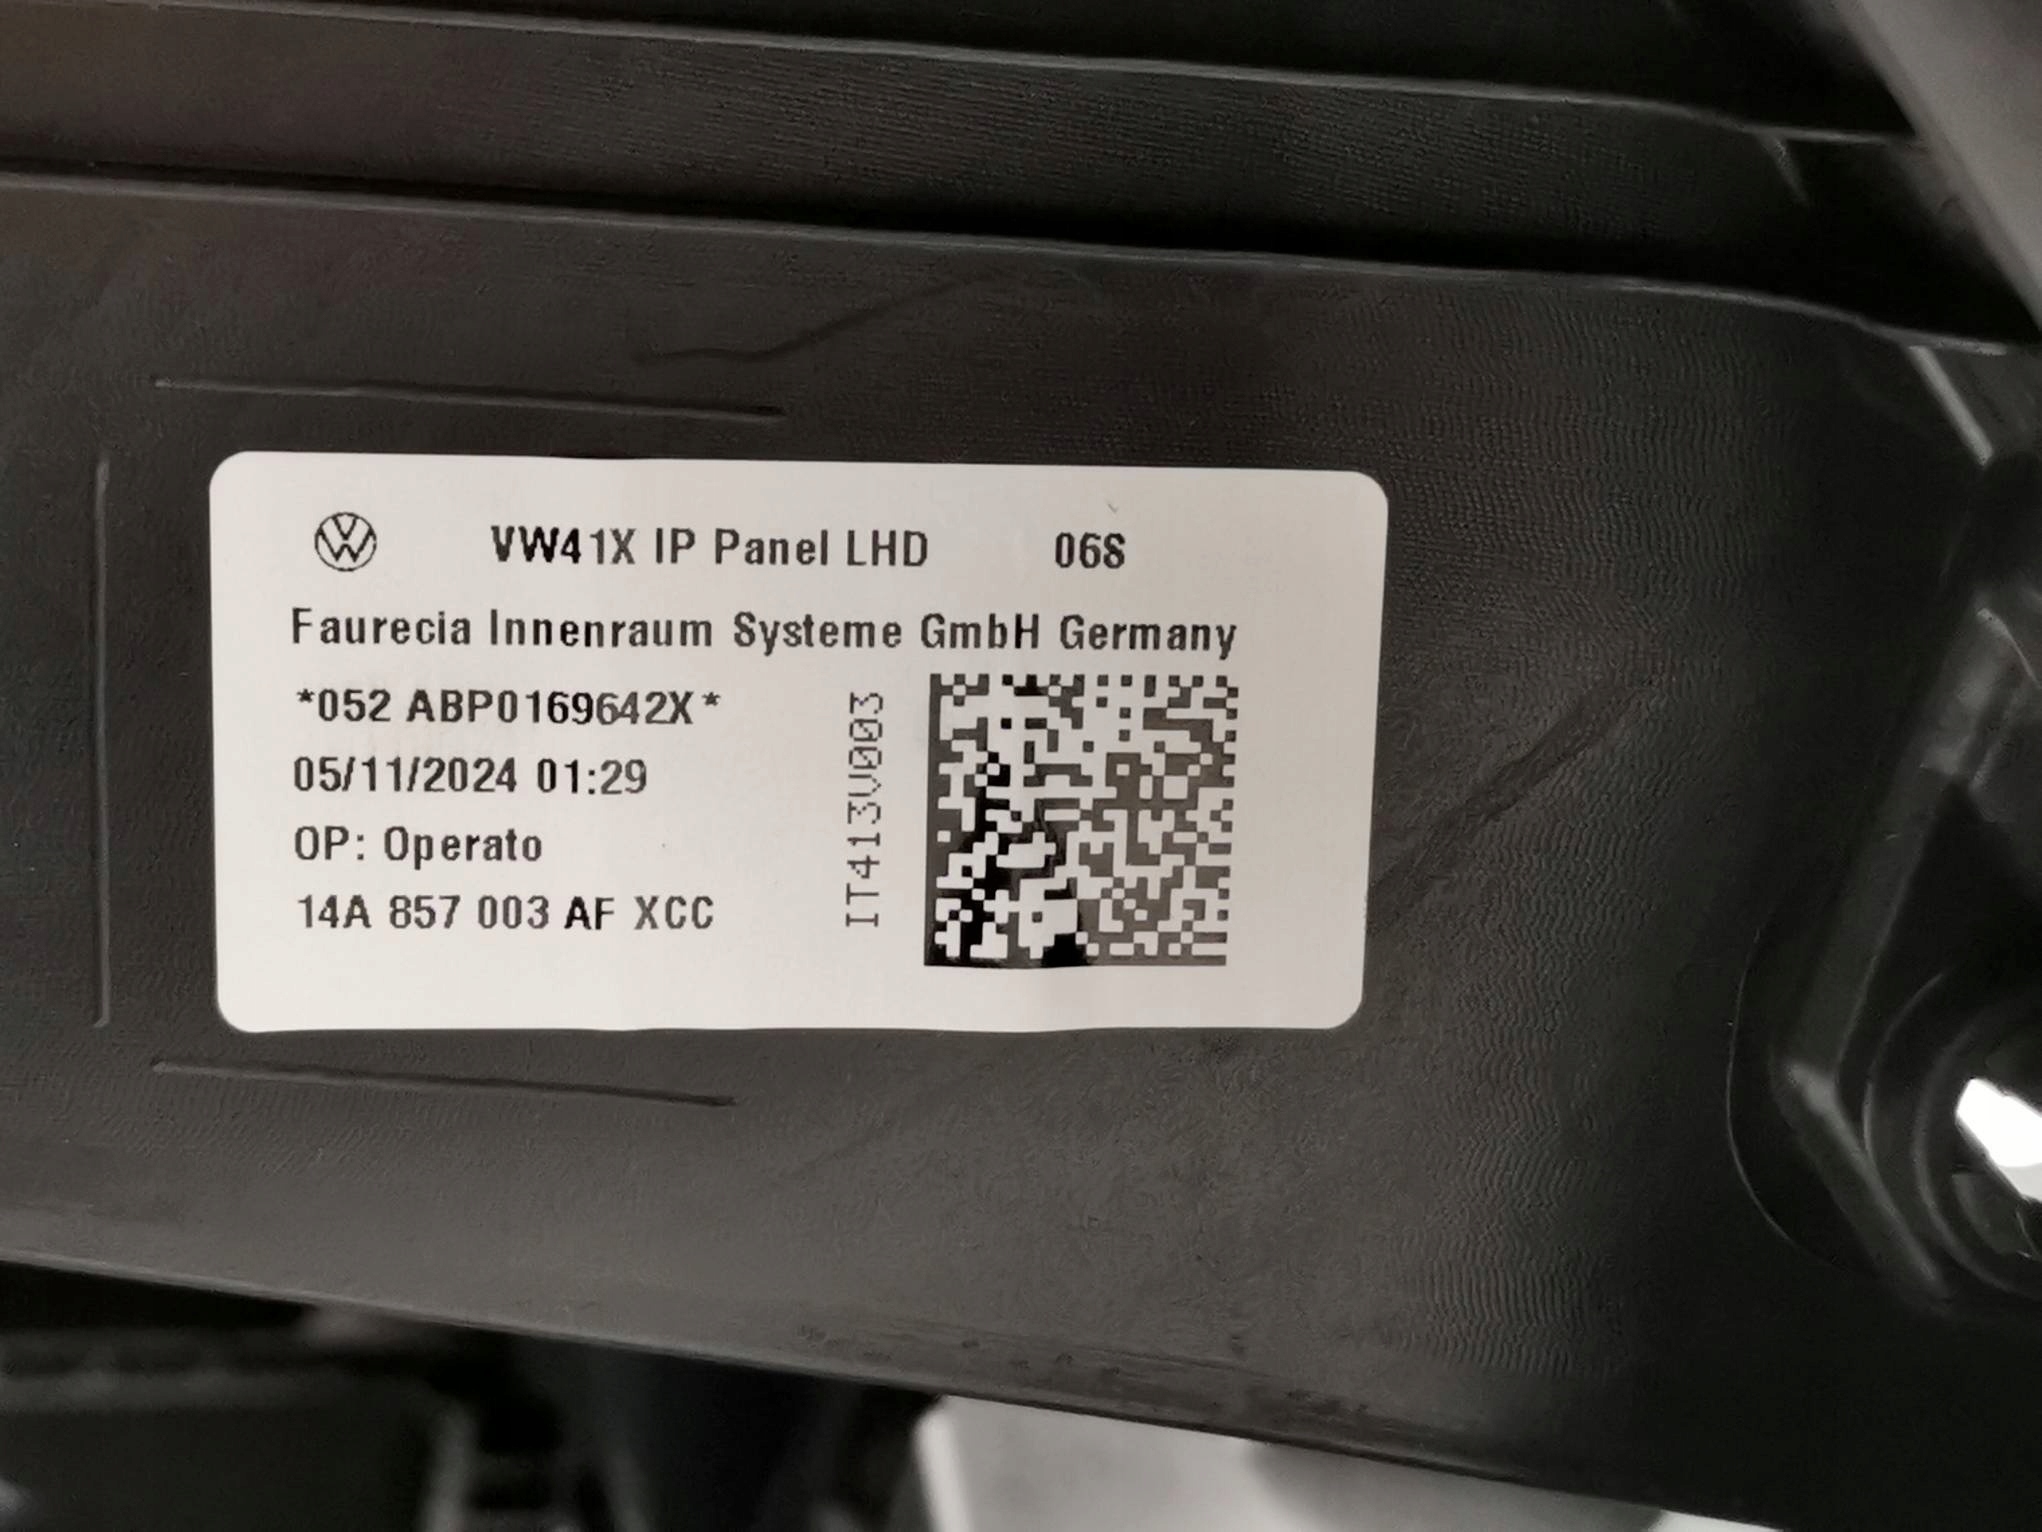 VW41X IP Panel LHD 06S
Faurecia Innenraum Systeme GmbH Germany
*052 ABP0169642X*
05/11/2024 01:29
OP: Operato
14A 857 003 AF XCC
IT413V003